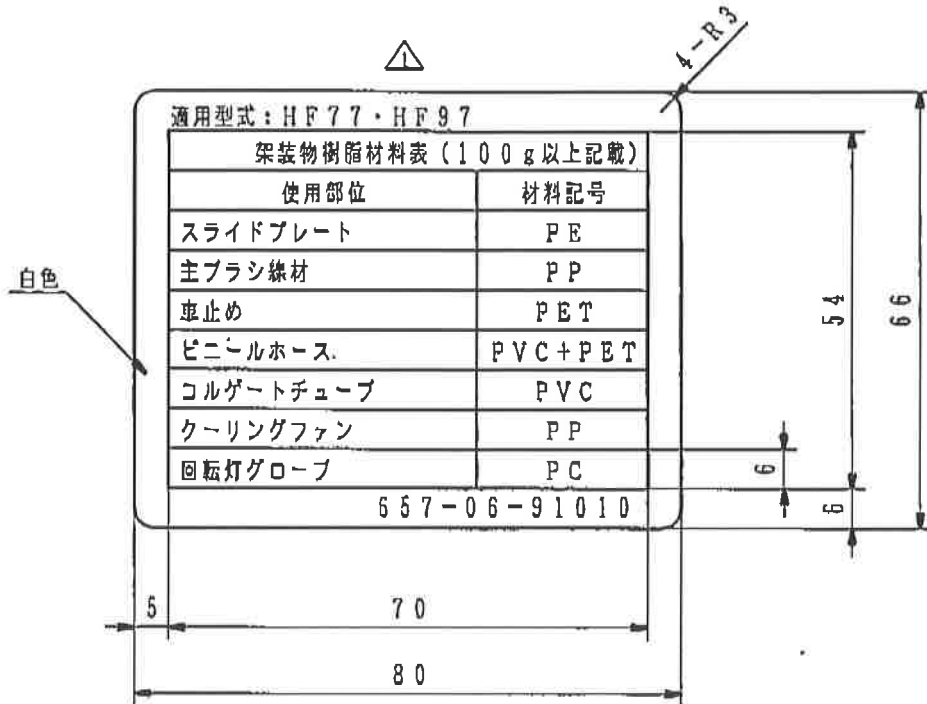 1
4-R3
適用型式：HF77・HF97
架装物樹脂材料表（100g以上記載）
使用部位 材料記号
スライドプレート PE
主ブラシ線材 PP
車止め PET
ビニールホース PVC+PET
コルゲートチューブ PVC
クーリングファン PP
回転灯グローブ PC
657-06-91010
白色
54
66
6
6
5 70
80